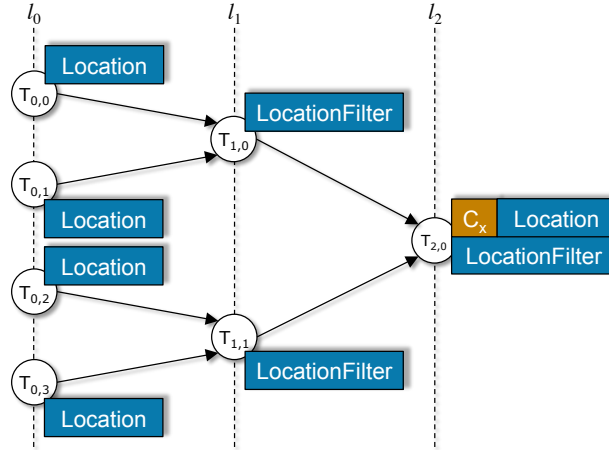 l0 l1 l2
Location
T0,0
LocationFilter
T1,0
T0,1
Location
Cx Location
T2,0
LocationFilter
Location
T0,2
T1,1
LocationFilter
T0,3
Location